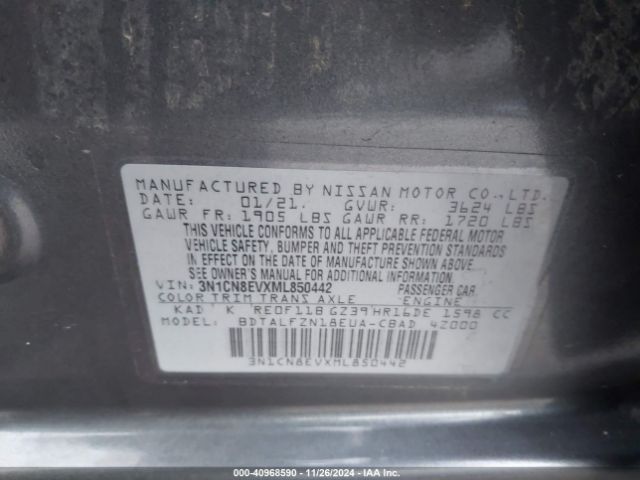 MANUFACTURED BY NISSAN MOTOR CO., LTD.
DATE: 01/21. GVWR: 3624 LBS
GAWR FR: 1905 LBS GAWR RR: 1720 LBS
THIS VEHICLE CONFORMS TO ALL APPLICABLE FEDERAL MOTOR
VEHICLE SAFETY, BUMPER AND THEFT PREVENTION STANDARDS
IN EFFECT ON THE DATE OF MANUFACTURE SHOWN ABOVE.
SEE OWNER'S MANUAL FOR ADDITIONAL INFORMATION.
VIN: 3N1CN8EVXML850442 PASSENGER CAR
COLOR TRIM TRANS AXLE ENGINE
KAD K RE0F11B GZ39 HR16DE 1598 CC
MODEL: BDTALFZN18EUA-CBAD 42000
3N1CN8EVXML850442
000-40968590 — 11/26/2024 — IAA Inc.